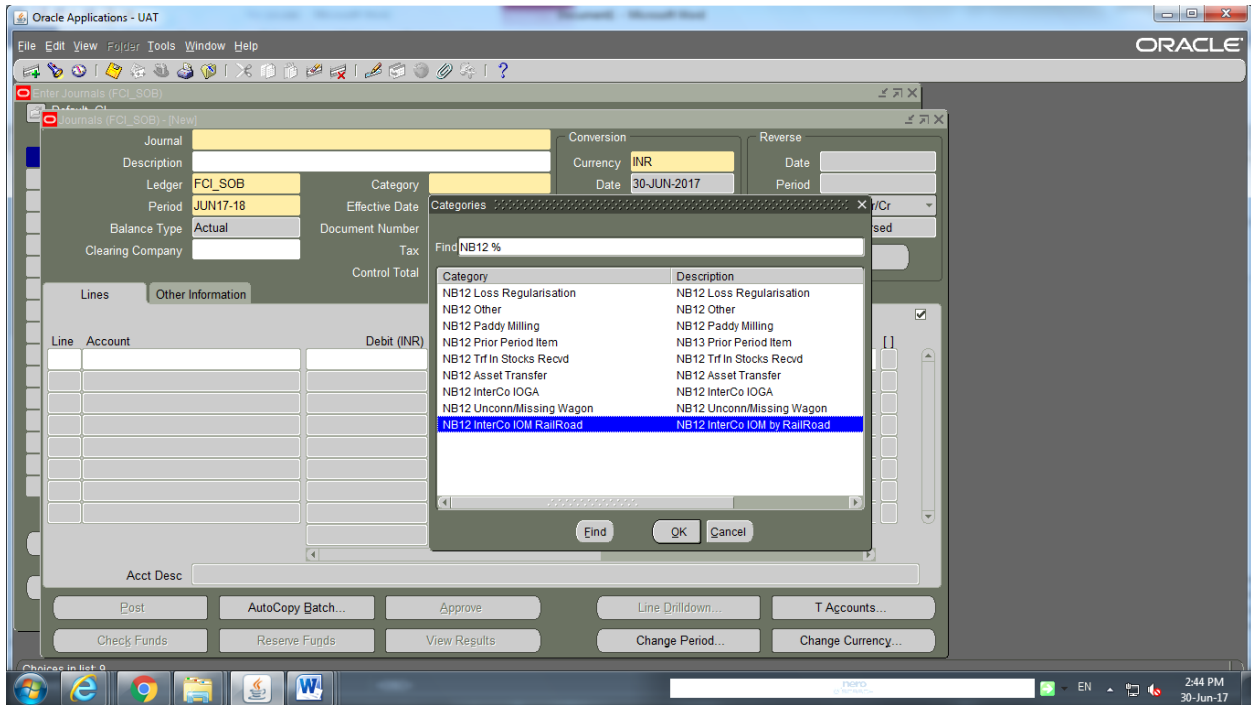 Oracle Applications - UAT
File Edit View Folder Tools Window Help
ORACLE
Enter Journals (FCI_SOB)
Journals (FCI_SOB) - [New]
Journal
Conversion
Reverse
Description
Currency INR
Date
Ledger FCI_SOB
Category
Date 30-JUN-2017
Period
Period JUN17-18
Effective Date
Categories
Balance Type Actual
Document Number
Clearing Company
Tax
Find NB12 %
Control Total
Category Description
Lines Other Information
NB12 Loss Regularisation NB12 Loss Regularisation
NB12 Other NB12 Other
NB12 Paddy Milling NB12 Paddy Milling
Line Account Debit (INR)
[ ]
NB12 Prior Period Item NB13 Prior Period Item
NB12 Trf In Stocks Recvd NB12 Trf In Stocks Recvd
NB12 Asset Transfer NB12 Asset Transfer
NB12 InterCo IOGA NB12 InterCo IOGA
NB12 Unconn/Missing Wagon NB12 Unconn/Missing Wagon
NB12 InterCo IOM RailRoad NB12 InterCo IOM by RailRoad
Find OK Cancel
Acct Desc
Post AutoCopy Batch... Approve Line Drilldown... T Accounts...
Check Funds Reserve Funds View Results Change Period... Change Currency...
Choices in list: 9
nero
EN
2:44 PM
30-Jun-17